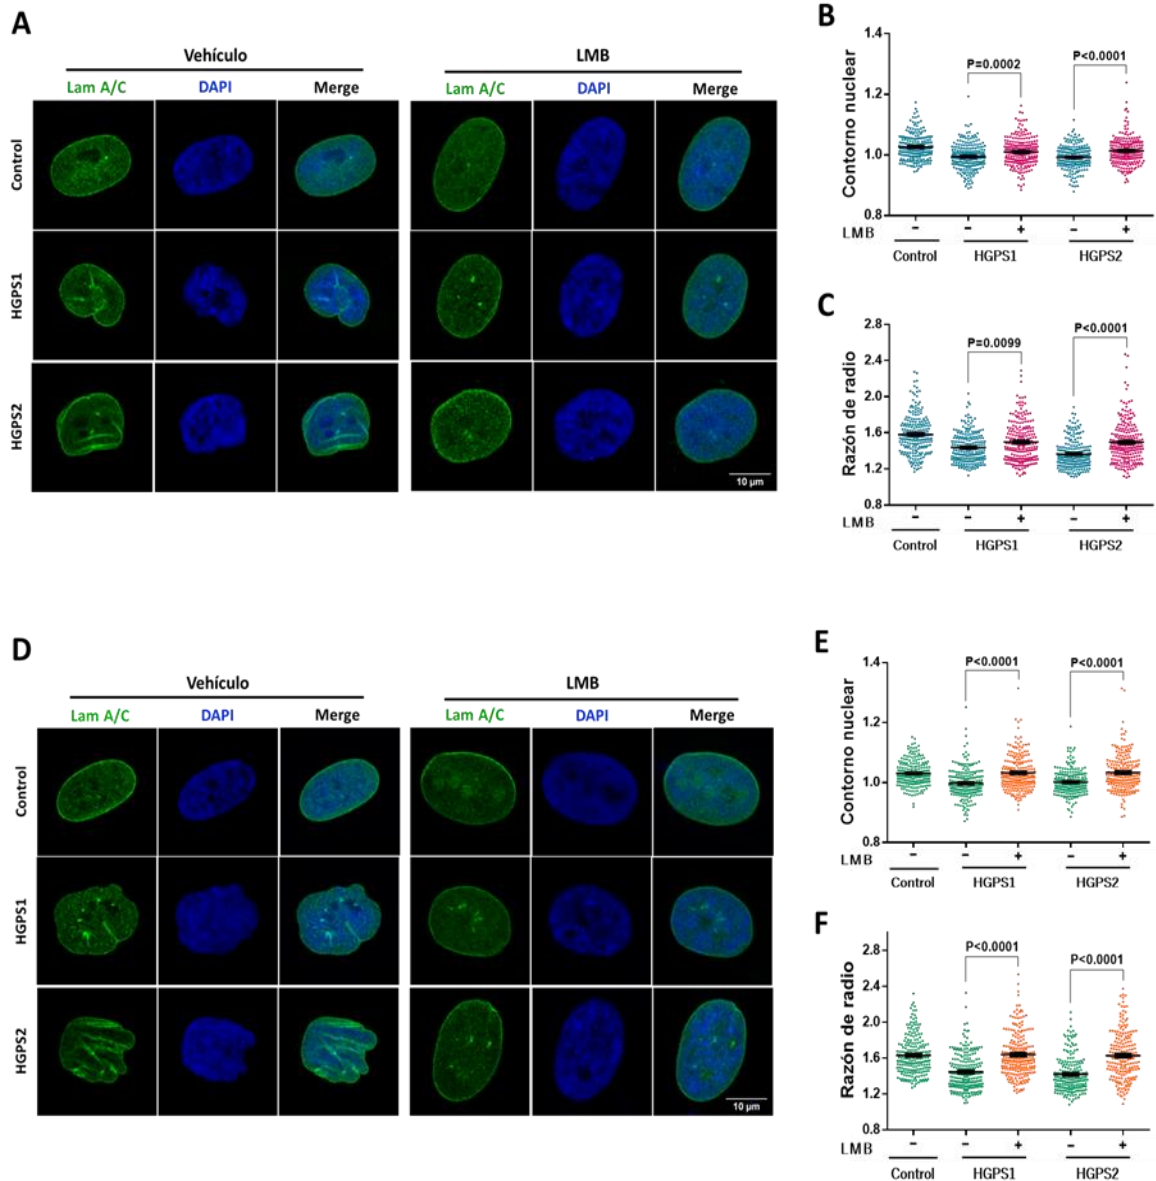 A
Vehículo
LMB
Lam A/C DAPI Merge Lam A/C DAPI Merge
Control
HGPS1
HGPS2
10 µm
B
Contorno nuclear
1.4
1.2
1.0
0.8
P=0.0002
P<0.0001
LMB - - + - +
Control HGPS1 HGPS2
C
Razón de radio
2.8
2.4
2.0
1.6
1.2
0.8
P=0.0099
P<0.0001
LMB - - + - +
Control HGPS1 HGPS2
D
Vehículo
LMB
Lam A/C DAPI Merge Lam A/C DAPI Merge
Control
HGPS1
HGPS2
10 µm
E
Contorno nuclear
1.4
1.2
1.0
0.8
P<0.0001
P<0.0001
LMB - - + - +
Control HGPS1 HGPS2
F
Razón de radio
2.8
2.4
2.0
1.6
1.2
0.8
P<0.0001
P<0.0001
LMB - - + - +
Control HGPS1 HGPS2